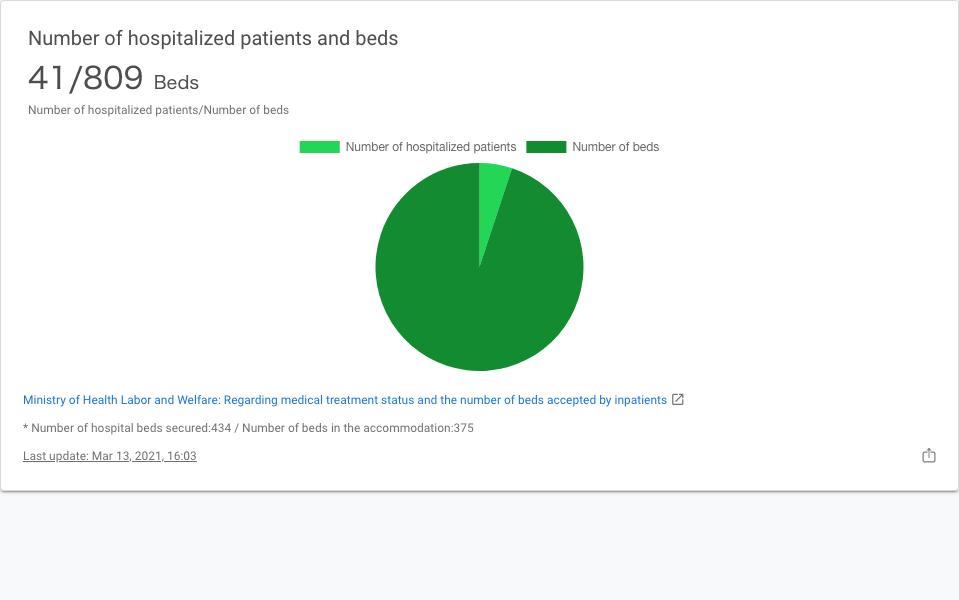 Number of hospitalized patients and beds
41/809 Beds
Number of hospitalized patients/Number of beds
Number of hospitalized patients Number of beds
Ministry of Health Labor and Welfare: Regarding medical treatment status and the number of beds accepted by inpatients
* Number of hospital beds secured:434 / Number of beds in the accommodation:375
Last update: Mar 13, 2021, 16:03